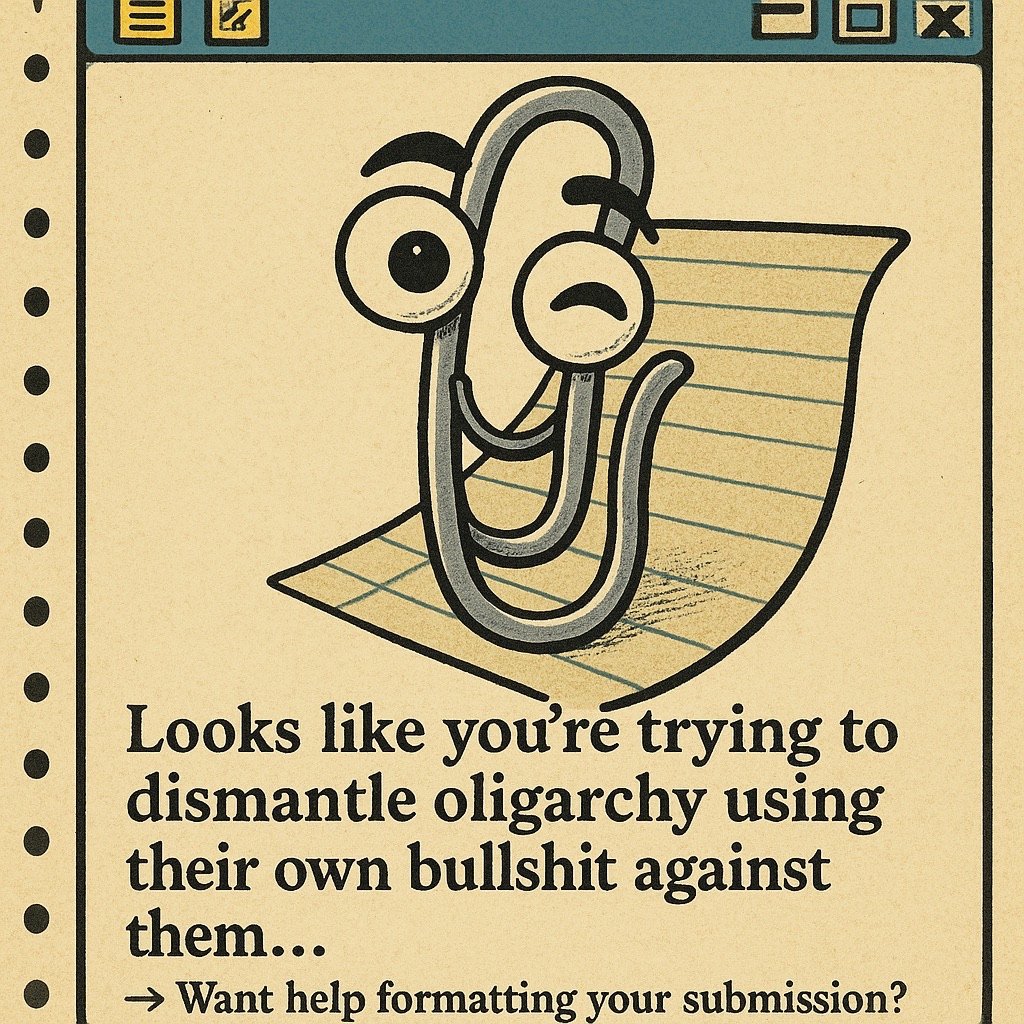 Looks like you’re trying to
dismantle oligarchy using
their own bullshit against
them...
→ Want help formatting your submission?